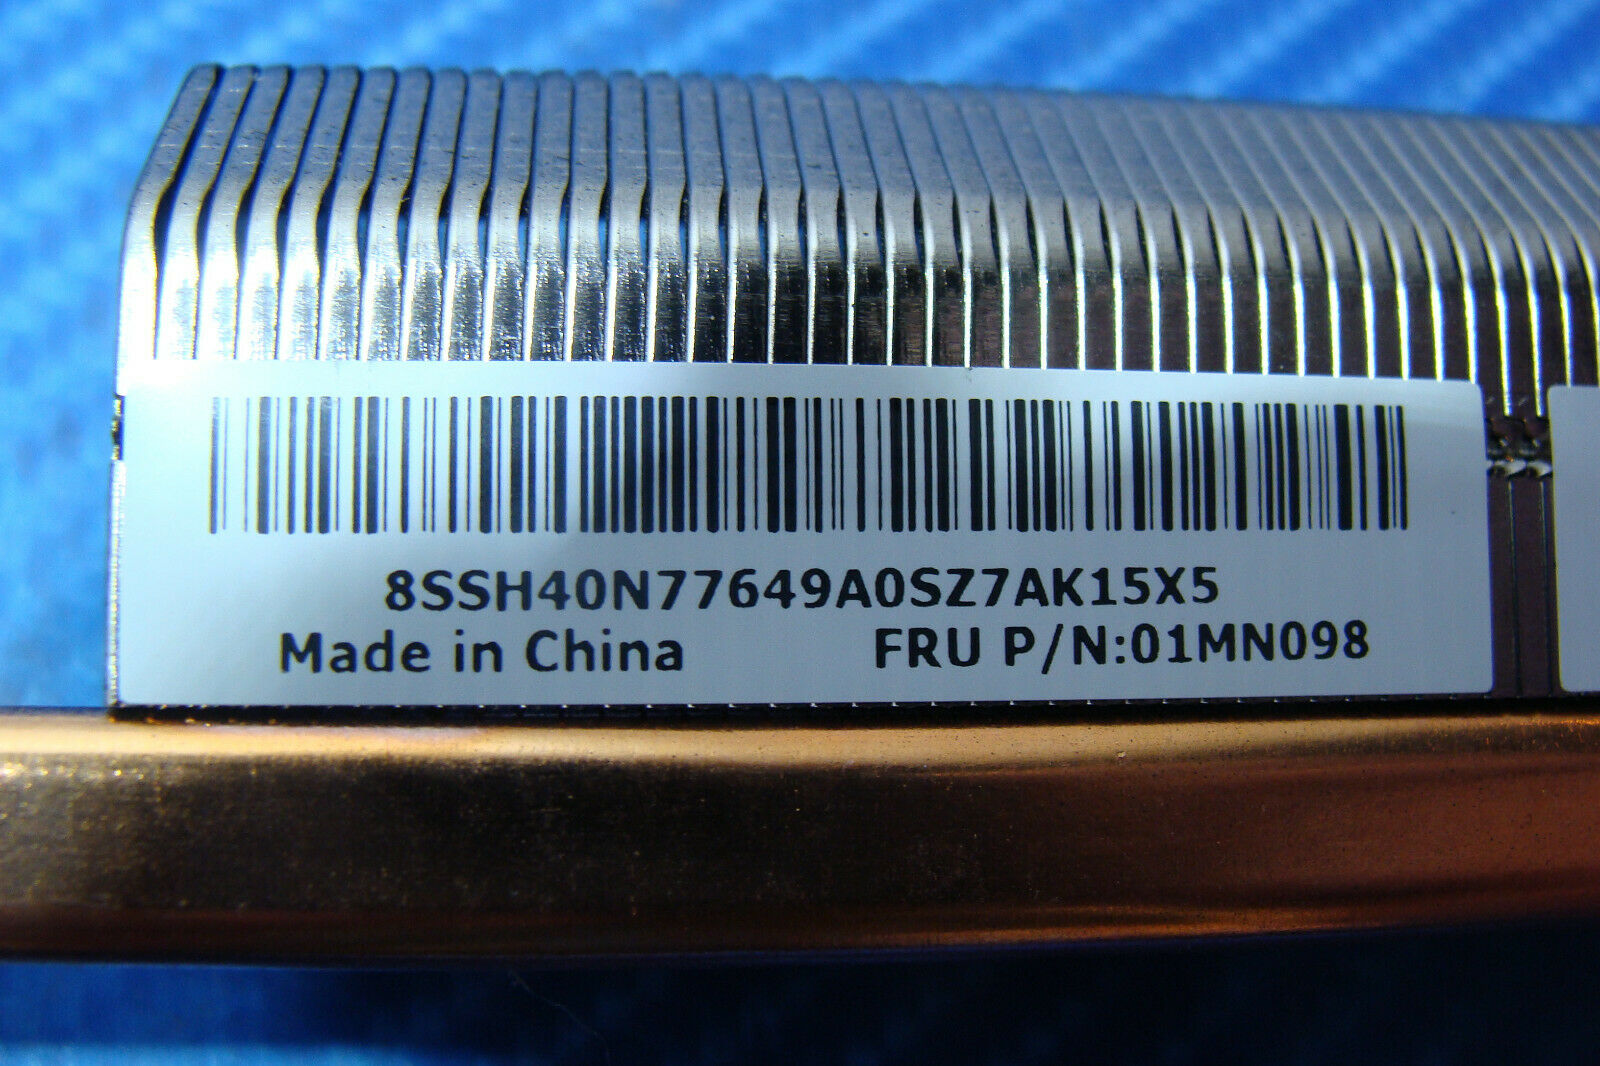 8SSH40N77649A0SZ7AK15X5
Made in China FRU P/N:01MN098